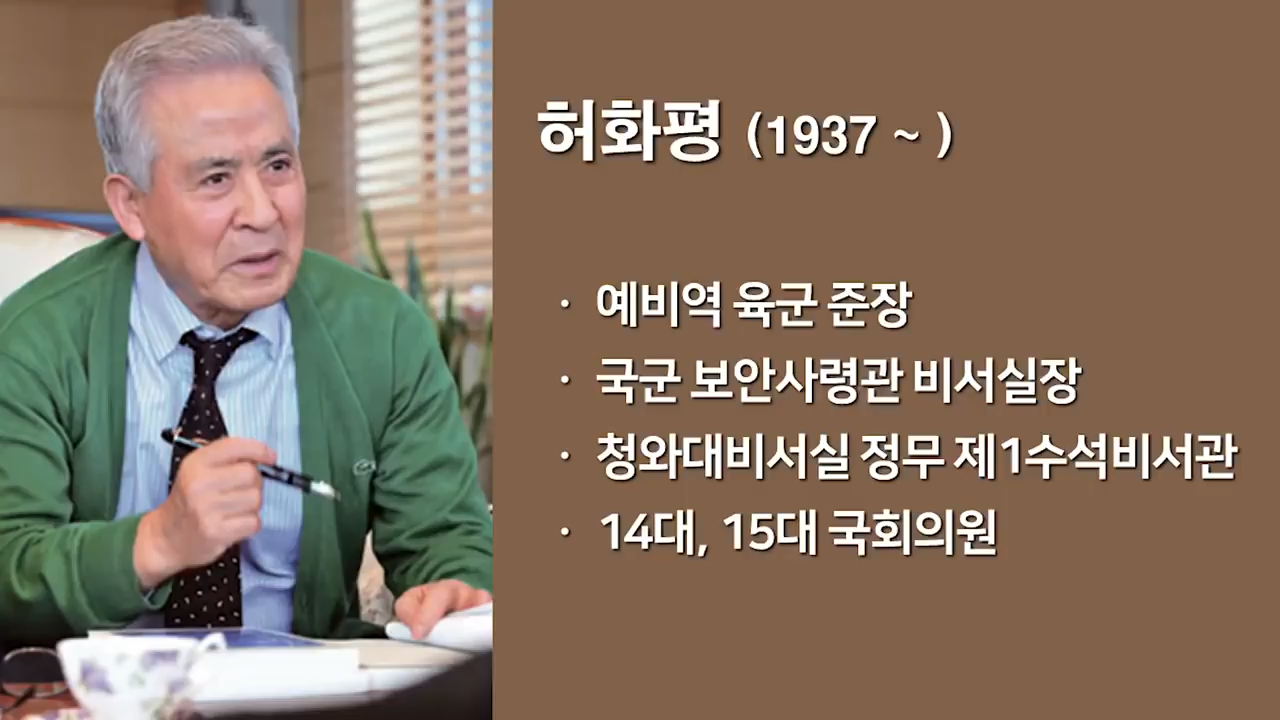 허화평 (1937 ~ )
· 예비역 육군 준장
· 국군 보안사령관 비서실장
· 청와대비서실 정무 제1수석비서관
· 14대, 15대 국회의원